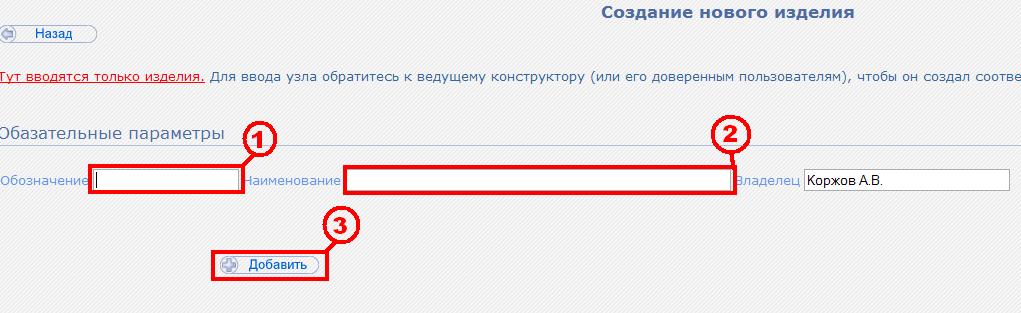 Создание нового изделия
Назад
Тут вводятся только изделия. Для ввода узла обратитесь к ведущему конструктору (или его доверенным пользователям), чтобы он создал соотве
Обазательные параметры
1
2
Обозначение Наименование Владелец Коржов А.В.
3
Добавить